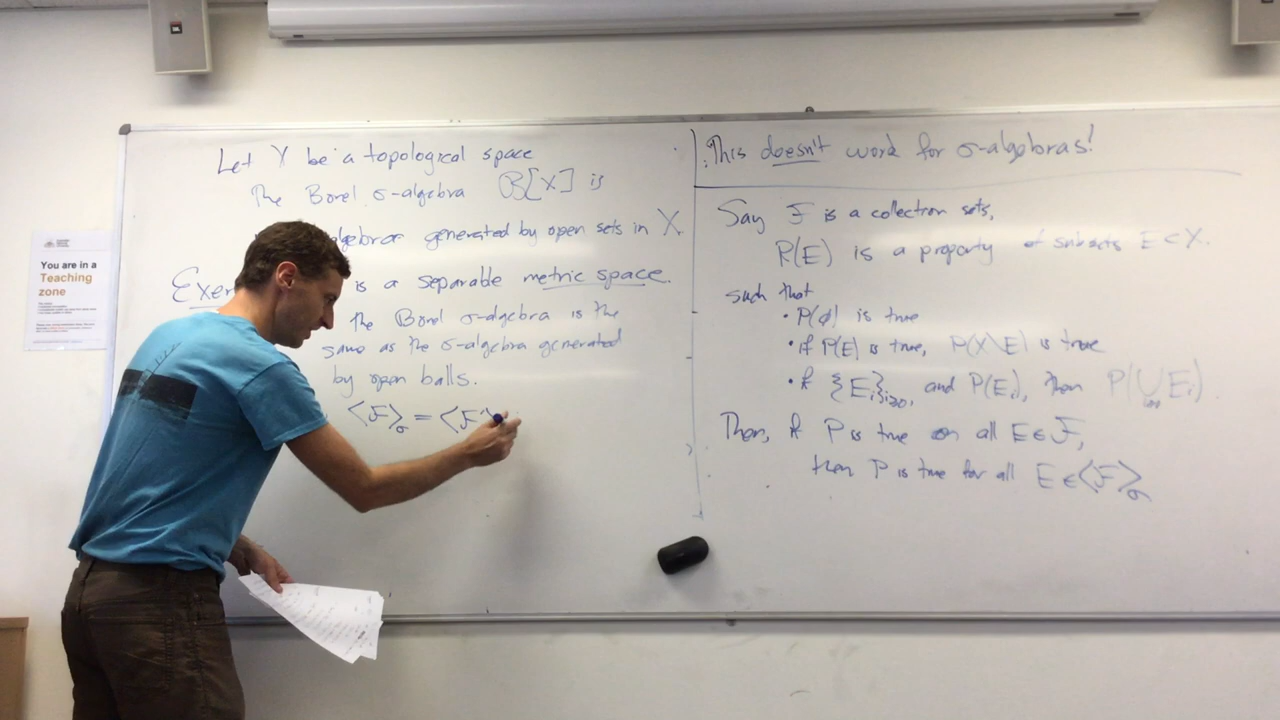 Let X be a topological space
The Borel σ-algebra B[X] is
algebra generated by open sets in X
Exer is a separable metric space.
the Borel σ-algebra is the
same as the σ-algebra generated
by open balls.
⟨F⟩σ = ⟨F'⟩
This doesn't work for σ-algebras!
Say F is a collection sets,
P(E) is a property of subsets E⊂X.
such that
• P(ϕ) is true
• if P(E) is true, P(X\E) is true
• if {Ei}i≥0, and P(Ei), then P(∪Ei)
Then, if P is true on all E∈F,
then P is true for all E∈⟨F⟩σ
You are in a
Teaching
zone